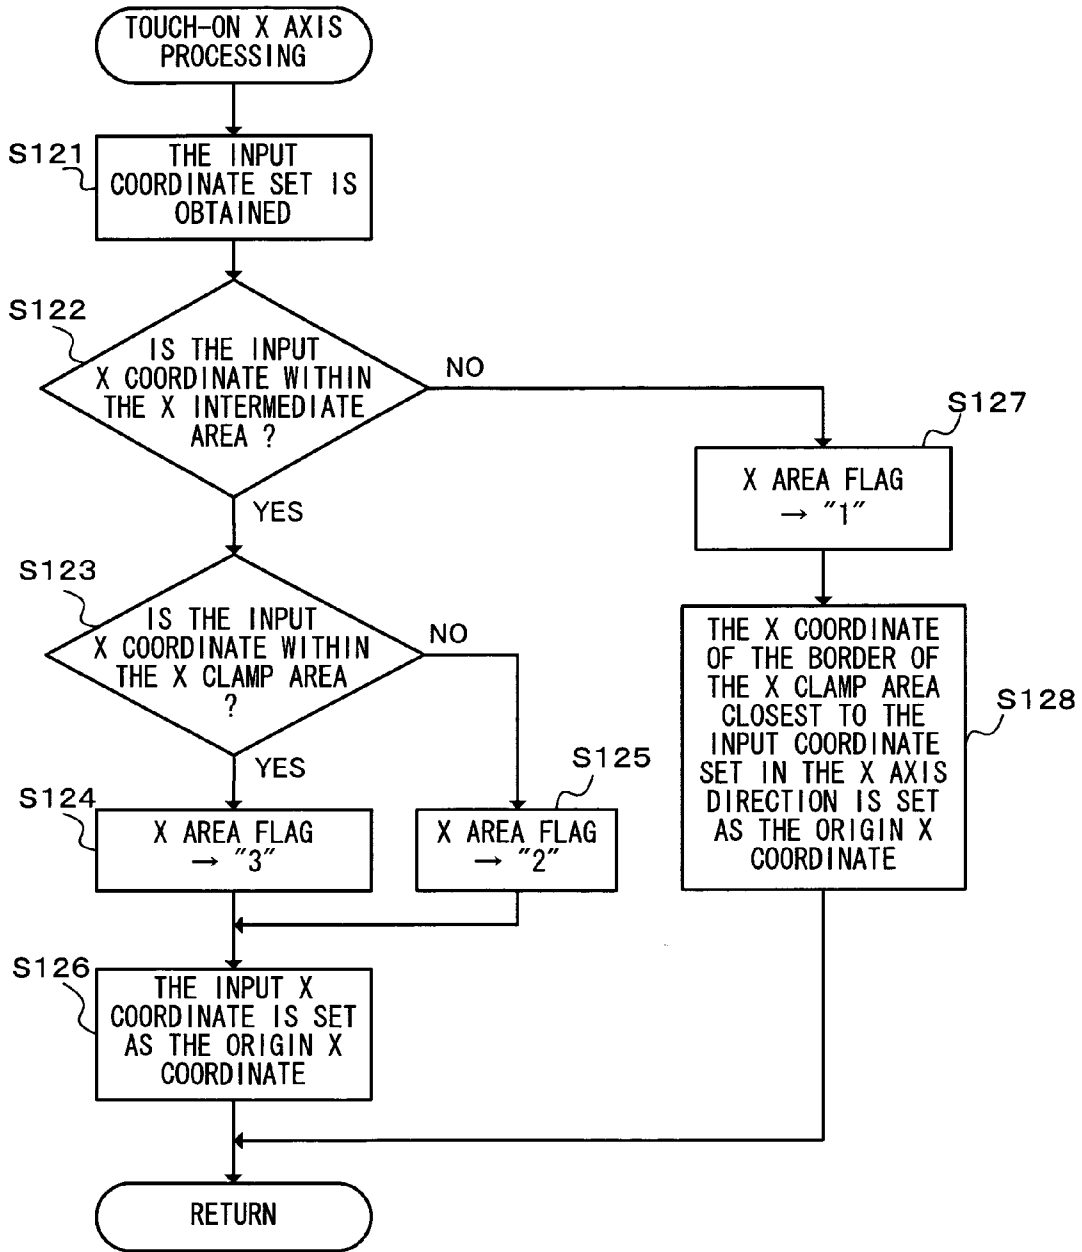 TOUCH-ON X AXIS
PROCESSING
S121
THE INPUT
COORDINATE SET IS
OBTAINED
S122
IS THE INPUT
X COORDINATE WITHIN
THE X INTERMEDIATE
AREA ?
NO
YES
S127
X AREA FLAG
→ "1"
S123
IS THE INPUT
X COORDINATE WITHIN
THE X CLAMP AREA
?
NO
YES
S128
THE X COORDINATE
OF THE BORDER OF
THE X CLAMP AREA
CLOSEST TO THE
INPUT COORDINATE
SET IN THE X AXIS
DIRECTION IS SET
AS THE ORIGIN X
COORDINATE
S124
X AREA FLAG
→ "3"
S125
X AREA FLAG
→ "2"
S126
THE INPUT X
COORDINATE IS SET
AS THE ORIGIN X
COORDINATE
RETURN